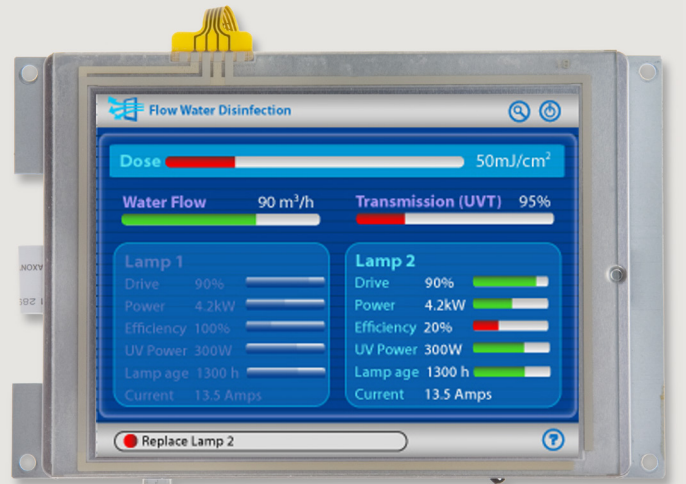 Flow Water Disinfection
Dose 50mJ/cm²
Water Flow 90 m³/h
Transmission (UVT) 95%
Lamp 1
Drive 90%
Power 4.2kW
Efficiency 100%
UV Power 300W
Lamp age 1300 h
Current 13.5 Amps
Lamp 2
Drive 90%
Power 4.2kW
Efficiency 20%
UV Power 300W
Lamp age 1300 h
Current 13.5 Amps
Replace Lamp 2
?